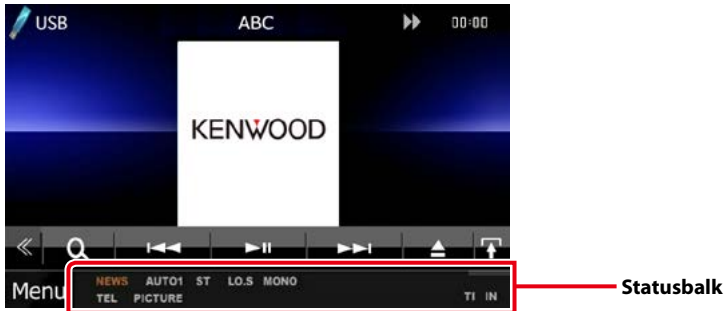 USB ABC 00:00
KENWOOD
Menu
NEWS AUTO1 ST LO.S MONO
TEL PICTURE TI IN
Statusbalk